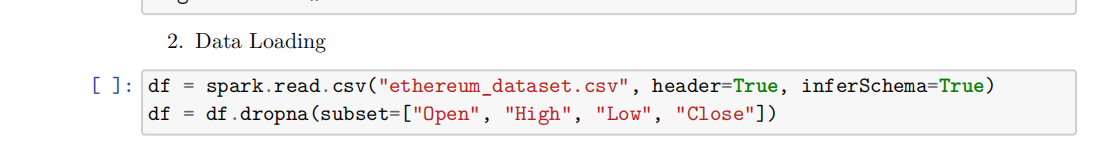 2. Data Loading
[ ]: df = spark.read.csv("ethereum_dataset.csv", header=True, inferSchema=True)
df = df.dropna(subset=["Open", "High", "Low", "Close"])